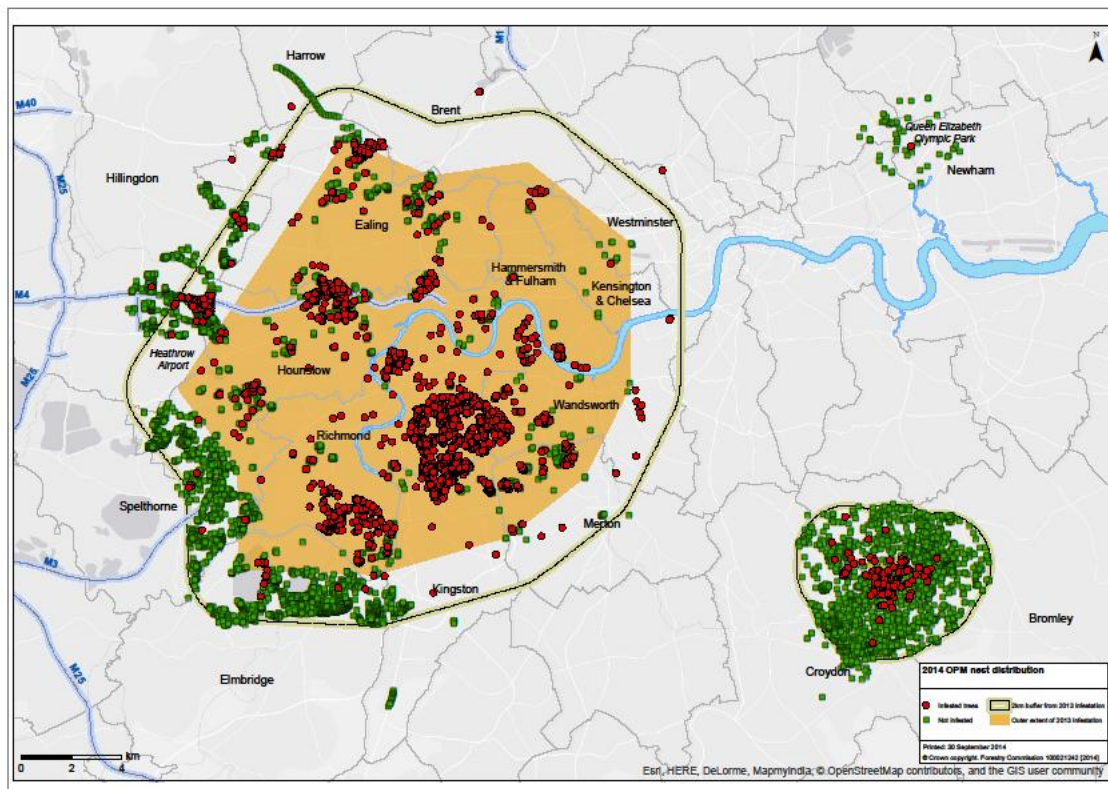 Harrow
M1
N
M40
Brent
Queen Elizabeth
Olympic Park
Hillingdon
Newham
M25
Ealing
Westminster
Hammersmith
& Fulham
Kensington
& Chelsea
M4
Heathrow
Airport
Hounslow
M25
Wandsworth
Richmond
Spelthorne
Merton
M3
Kingston
Bromley
Elmbridge
Croydon
M25
2014 OPM nest distribution
Infested trees
2km buffer from 2013 infestation
Not infested
Outer extent of 2013 infestation
Printed: 30 September 2014
© Crown copyright. Forestry Commission 100021242 [2014]
km
0 2 4
Esri, HERE, DeLorme, MapmyIndia, © OpenStreetMap contributors, and the GIS user community